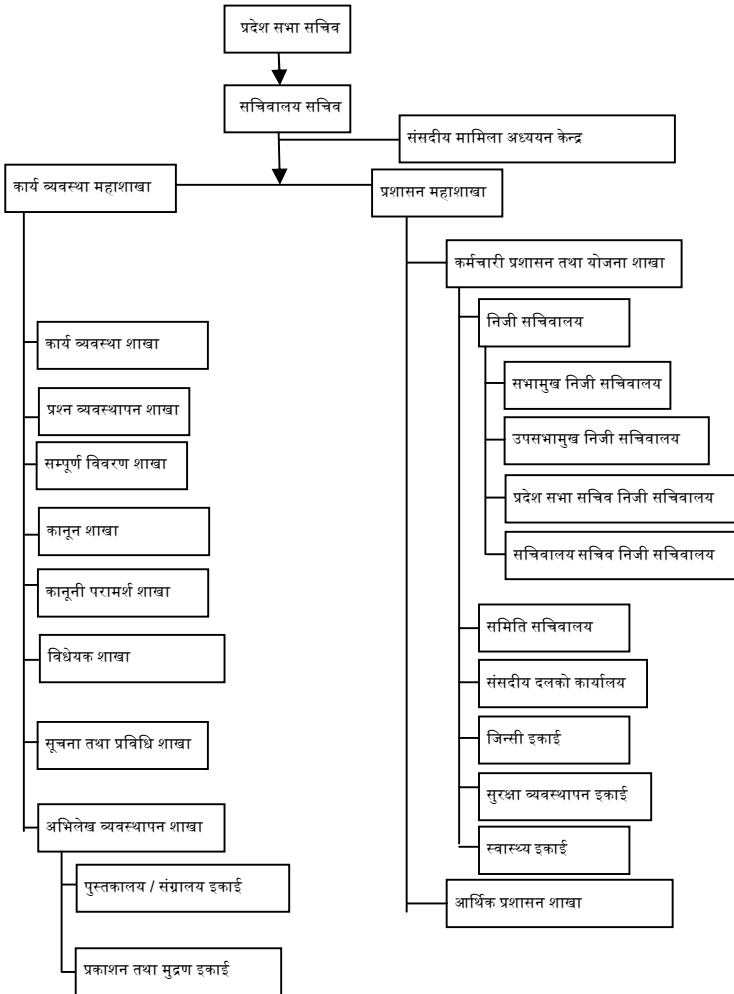 प्रदेश सभा सचिव
सचिवालय सचिव
संसदीय मामिला अध्ययन केन्द्र
कार्य व्यवस्था महाशाखा
प्रशासन महाशाखा
कार्य व्यवस्था शाखा
प्रश्न व्यवस्थापन शाखा
सम्पूर्ण विवरण शाखा
कानून शाखा
कानूनी परामर्श शाखा
विधेयक शाखा
सूचना तथा प्रविधि शाखा
अभिलेख व्यवस्थापन शाखा
पुस्तकालय / संग्रालय इकाई
प्रकाशन तथा मुद्रण इकाई
कर्मचारी प्रशासन तथा योजना शाखा
निजी सचिवालय
सभामुख निजी सचिवालय
उपसभामुख निजी सचिवालय
प्रदेश सभा सचिव निजी सचिवालय
सचिवालय सचिव निजी सचिवालय
समिति सचिवालय
संसदीय दलको कार्यालय
जिन्सी इकाई
सुरक्षा व्यवस्थापन इकाई
स्वास्थ्य इकाई
आर्थिक प्रशासन शाखा